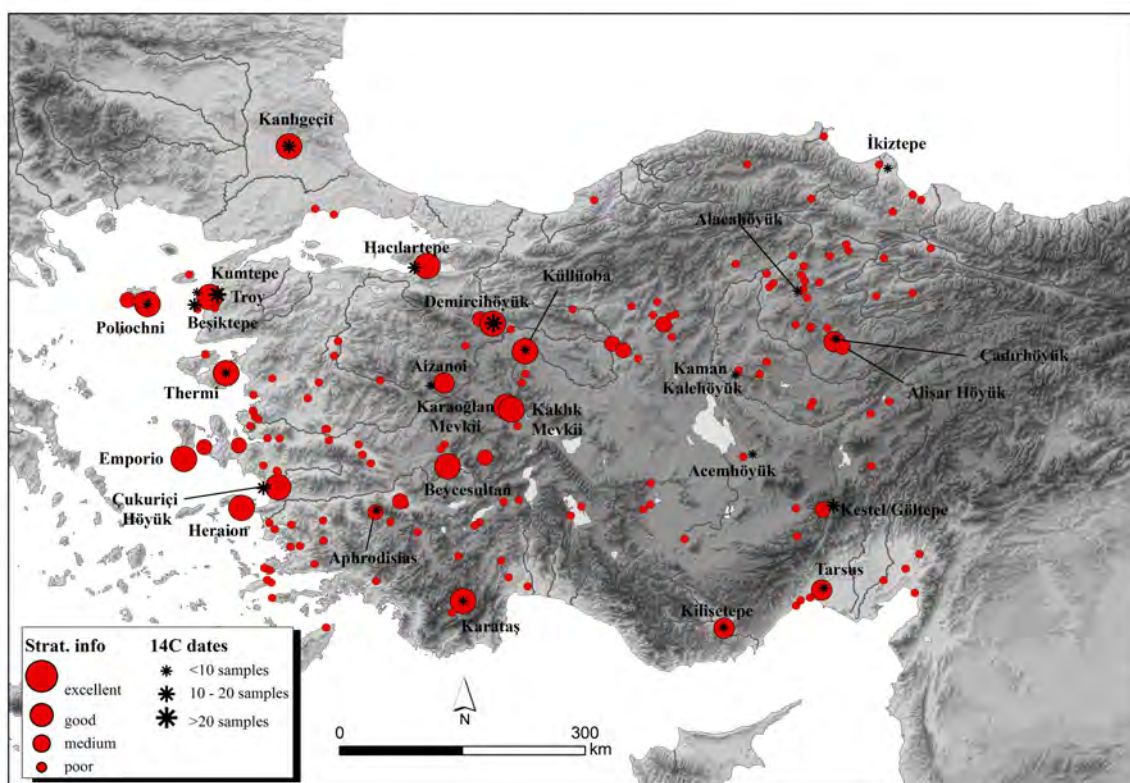 Kanlıgeçit
İkiztepe
Alacahöyük
Hacılartepe
Küllüoba
Kumtepe
Troy
Demircihöyük
Poliochni
Beşiktepe
Çadırhöyük
Aizanoi
Kaman
Kalehöyük
Alişar Höyük
Thermi
Karaoğlan
Mevkii
Kaklık
Mevkii
Emporio
Acemhöyük
Beycesultan
Çukuriçi
Höyük
Kestel/Göltepe
Heraion
Aphrodisias
Tarsus
Karataş
Kilisetepe
Strat. info
excellent
good
medium
poor
14C dates
<10 samples
10 - 20 samples
>20 samples
N
0
300
km